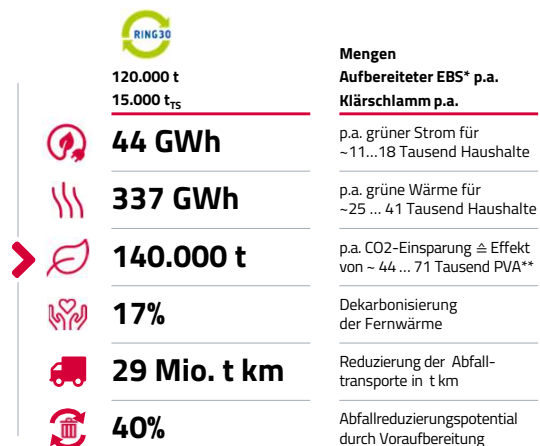 RING30
Mengen
120.000 t
Aufbereiteter EBS* p.a.
15.000 tTS
Klärschlamm p.a.
44 GWh
p.a. grüner Strom für
~11…18 Tausend Haushalte
337 GWh
p.a. grüne Wärme für
~25 … 41 Tausend Haushalte
140.000 t
p.a. CO2-Einsparung ≙ Effekt
von ~ 44 … 71 Tausend PVA**
17%
Dekarbonisierung
der Fernwärme
29 Mio. t km
Reduzierung der Abfall-
transporte in t km
40%
Abfallreduzierungspotential
durch Voraufbereitung